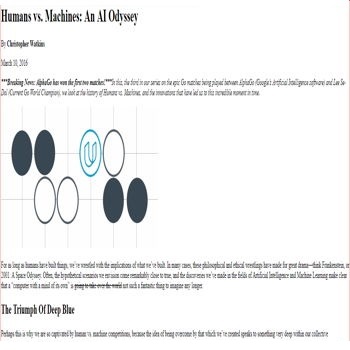 Humans vs. Machines: An AI Odyssey
By Christopher Watkins
March 10, 2016
***Breaking News: AlphaGo has won the first two matches!***In this, the third in our series on the epic Go matches being played between AlphaGo (Google's Artificial Intelligence software) and Lee Se-
Dol (Current Go World Champion), we look at the history of Humans vs. Machines, and the innovations that have led us to this incredible moment in time.
For as long as humans have built things, we've wrestled with the implications of what we've built. In many cases, these philosophical and ethical wrestlings have made for great drama—think Frankenstein, or
2001: A Space Odyssey. Often, the hypothetical scenarios we envision come remarkably close to true, and the discoveries we've made in the fields of Artificial Intelligence and Machine Learning make clear
that a "computer with a mind of its own" is going to take over the world not such a fantastic thing to imagine any longer.
The Triumph Of Deep Blue
Perhaps this is why we are so captivated by human vs. machine competitions, because the idea of being overcome by that which we've created speaks to something very deep within our collective